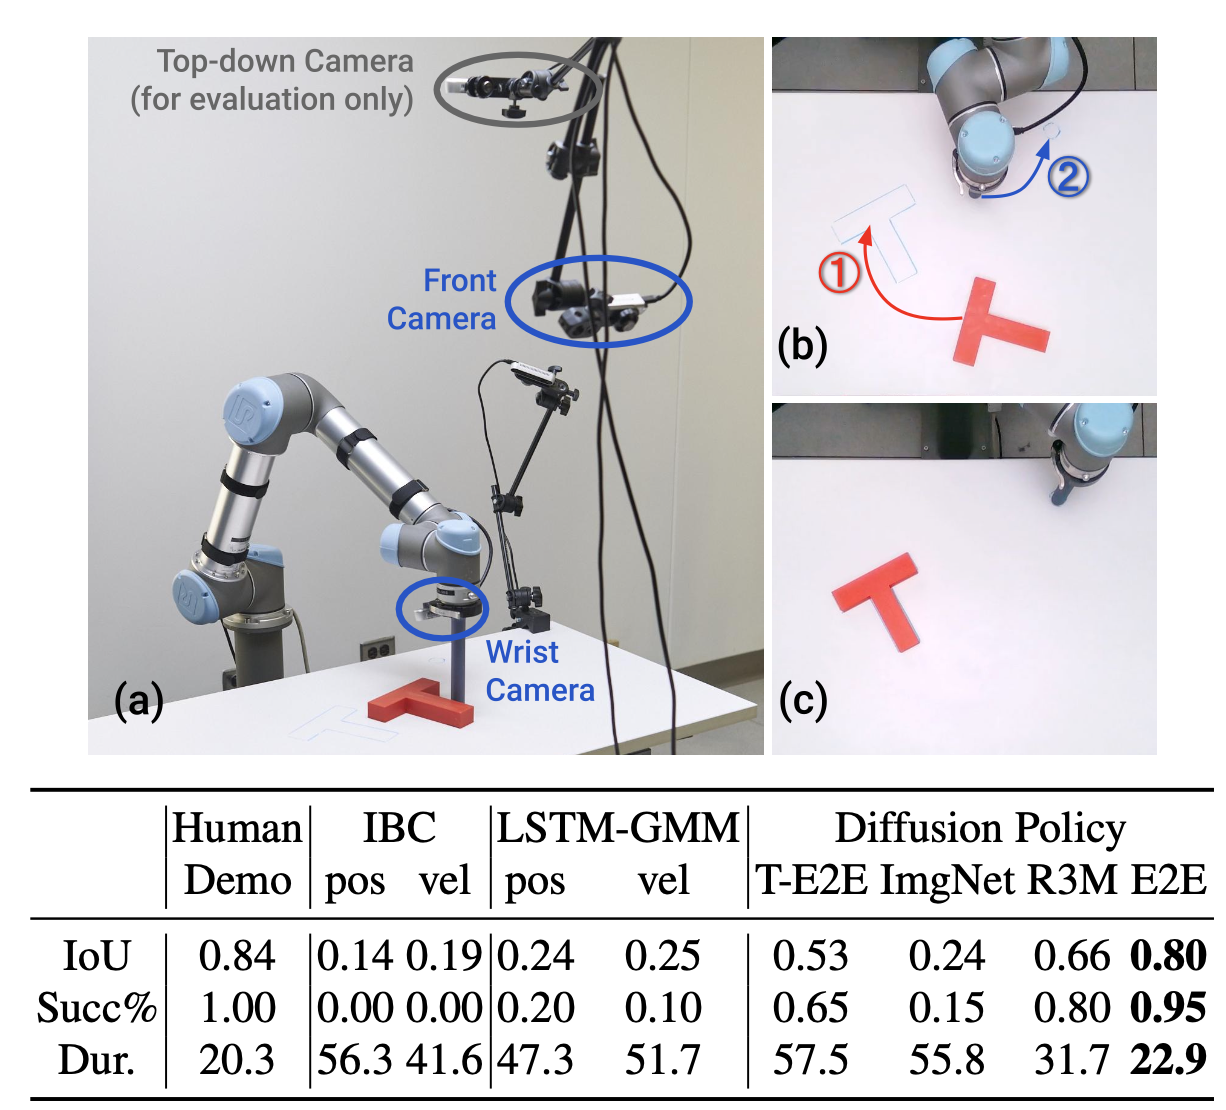 Top-down Camera
(for evaluation only)
Front
Camera
Wrist
Camera
(a)
①
②
(b)
(c)
Human IBC LSTM-GMM Diffusion Policy
Demo pos vel pos vel T-E2E ImgNet R3M E2E
IoU 0.84 0.14 0.19 0.24 0.25 0.53 0.24 0.66 0.80
Succ% 1.00 0.00 0.00 0.20 0.10 0.65 0.15 0.80 0.95
Dur. 20.3 56.3 41.6 47.3 51.7 57.5 55.8 31.7 22.9